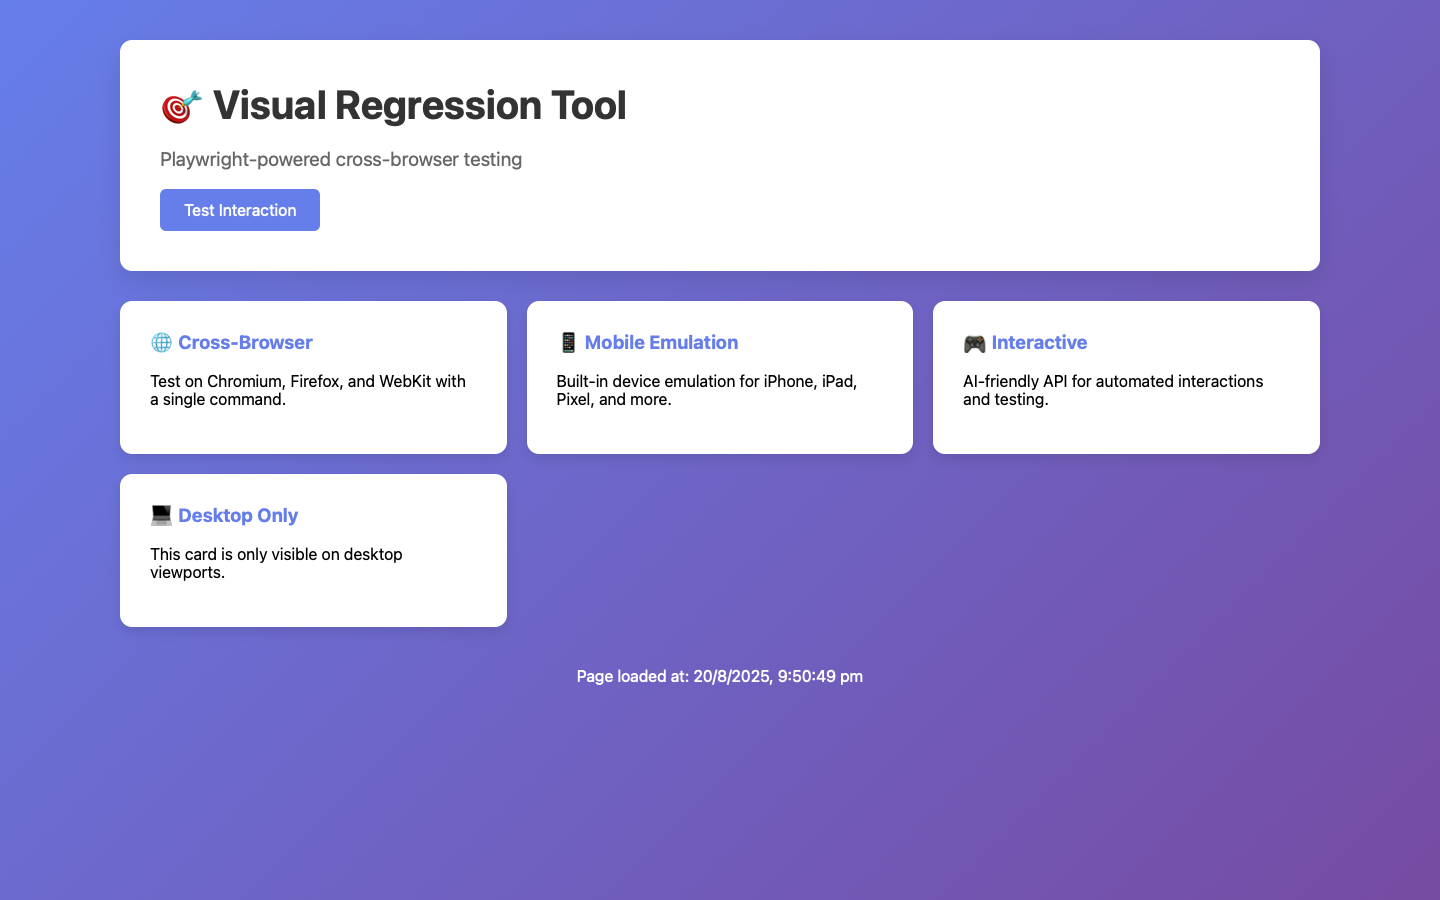 🎯 Visual Regression Tool
Playwright-powered cross-browser testing
Test Interaction
🌐 Cross-Browser
Test on Chromium, Firefox, and WebKit with
a single command.
📱 Mobile Emulation
Built-in device emulation for iPhone, iPad,
Pixel, and more.
🎮 Interactive
AI-friendly API for automated interactions
and testing.
💻 Desktop Only
This card is only visible on desktop
viewports.
Page loaded at: 20/8/2025, 9:50:49 pm